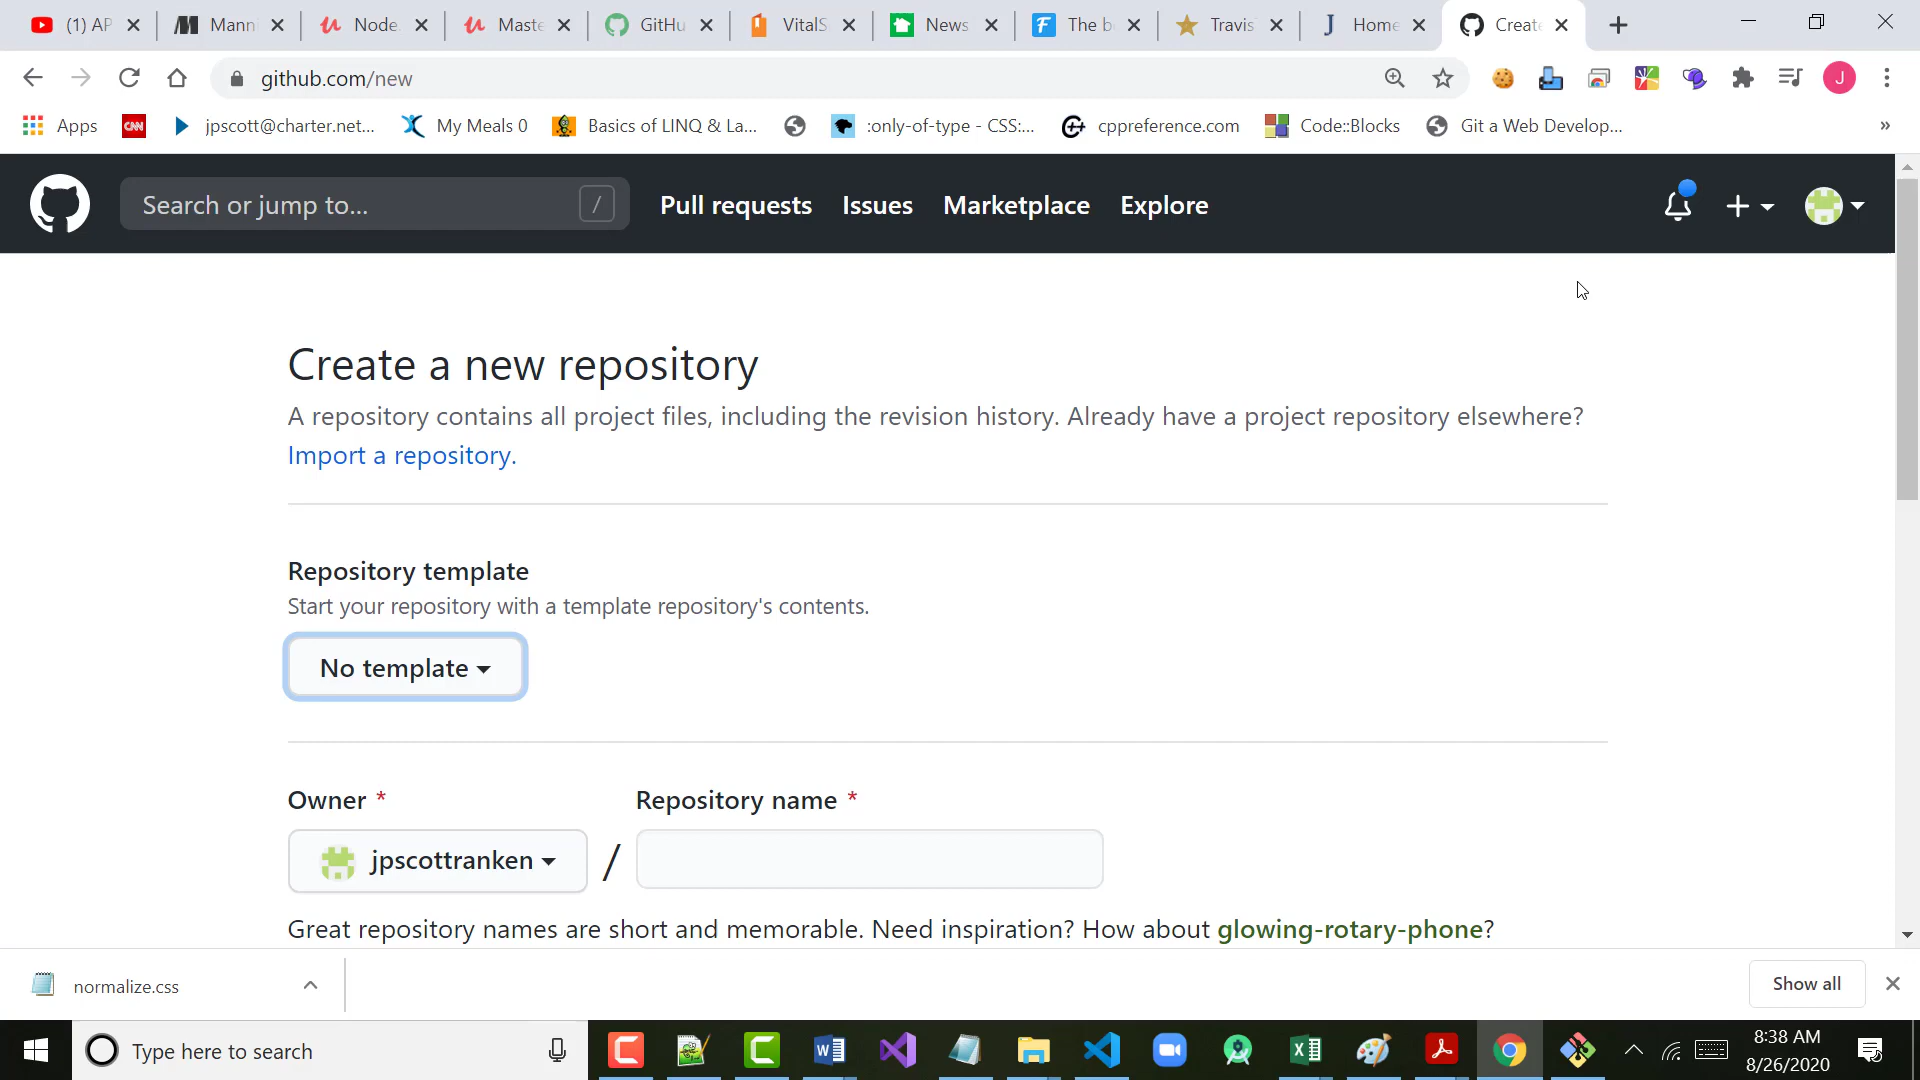 (1) AP
Manni
Node.
Maste
GitHu
VitalS
News
The b
Travis
Home
Create
github.com/new
J
Apps
CNN
jpscott@charter.net...
My Meals 0
Basics of LINQ & La...
:only-of-type - CSS:...
cppreference.com
Code::Blocks
Git a Web Develop...
»
Search or jump to...
/
Pull requests
Issues
Marketplace
Explore
Create a new repository
A repository contains all project files, including the revision history. Already have a project repository elsewhere?
Import a repository.
Repository template
Start your repository with a template repository's contents.
No template
Owner *
Repository name *
jpscottranken
/
Great repository names are short and memorable. Need inspiration? How about glowing-rotary-phone?
normalize.css
Show all
Type here to search
8:38 AM
8/26/2020